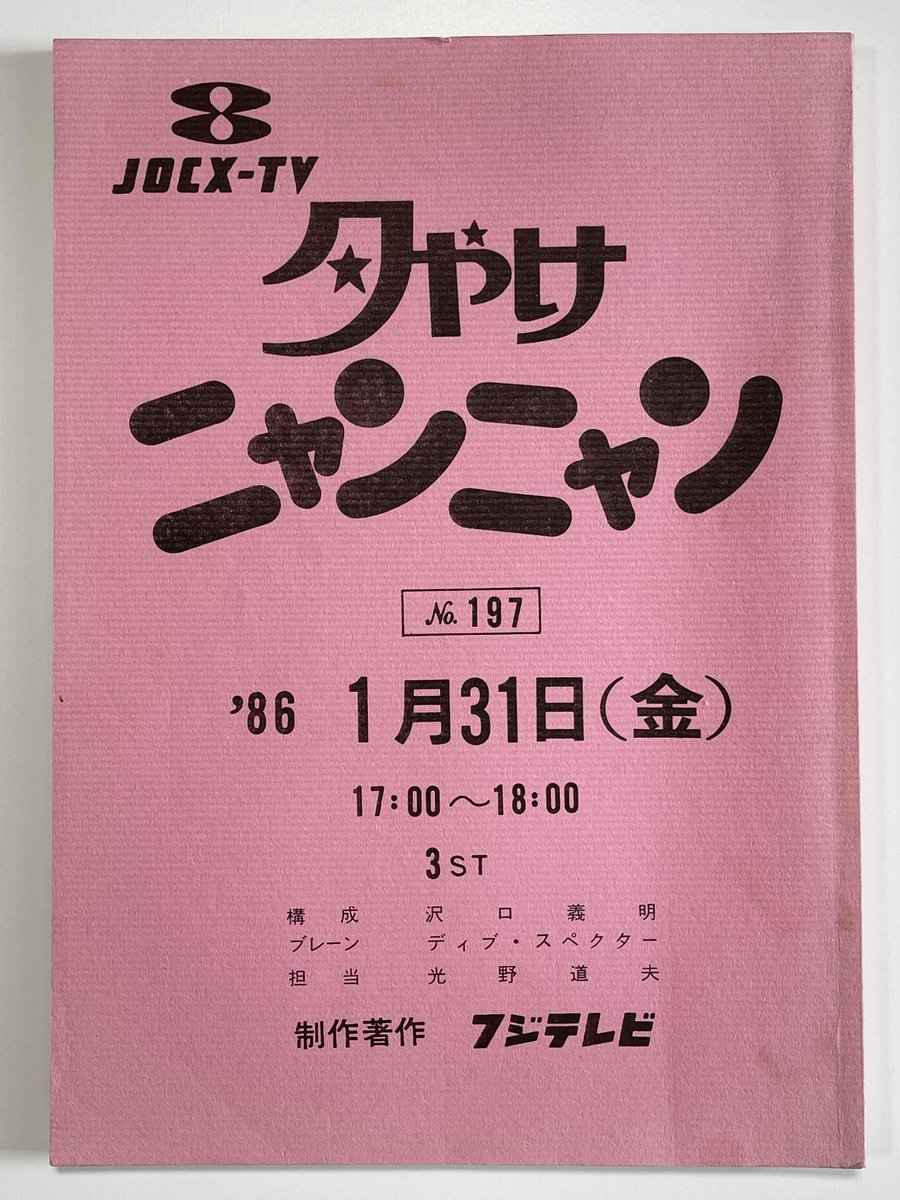 JOCX-TV
夕やけ
ニャンニャン
No. 197
'86 1月31日(金)
17:00〜18:00
3ST
構成 沢口義明
ブレーン ディブ・スペクター
担当 光野道夫
制作著作 フジテレビ